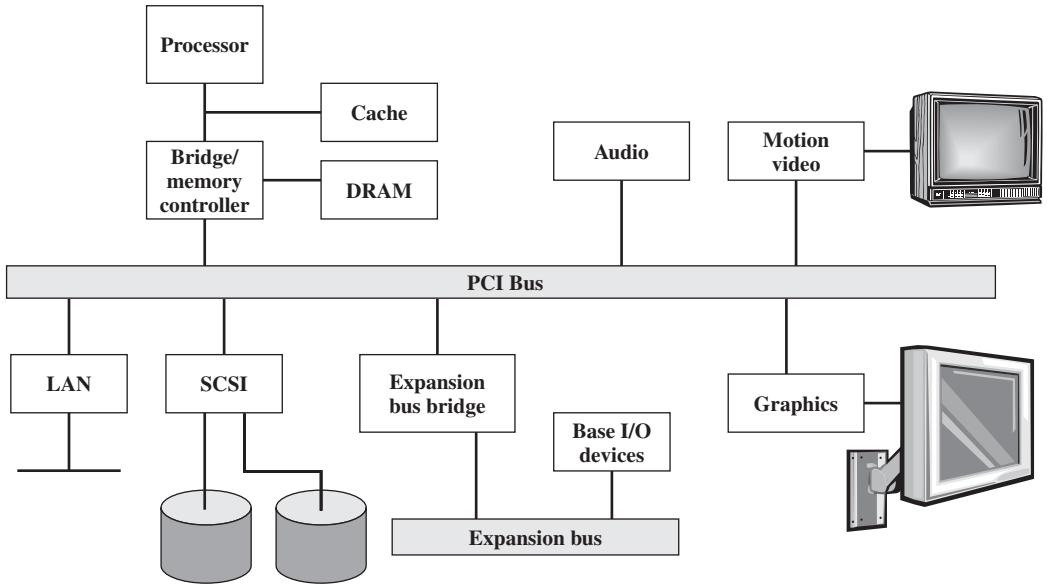 Processor
Cache
Bridge/
memory
controller
DRAM
Audio
Motion
video
PCI Bus
LAN
SCSI
Expansion
bus bridge
Base I/O
devices
Graphics
Expansion bus